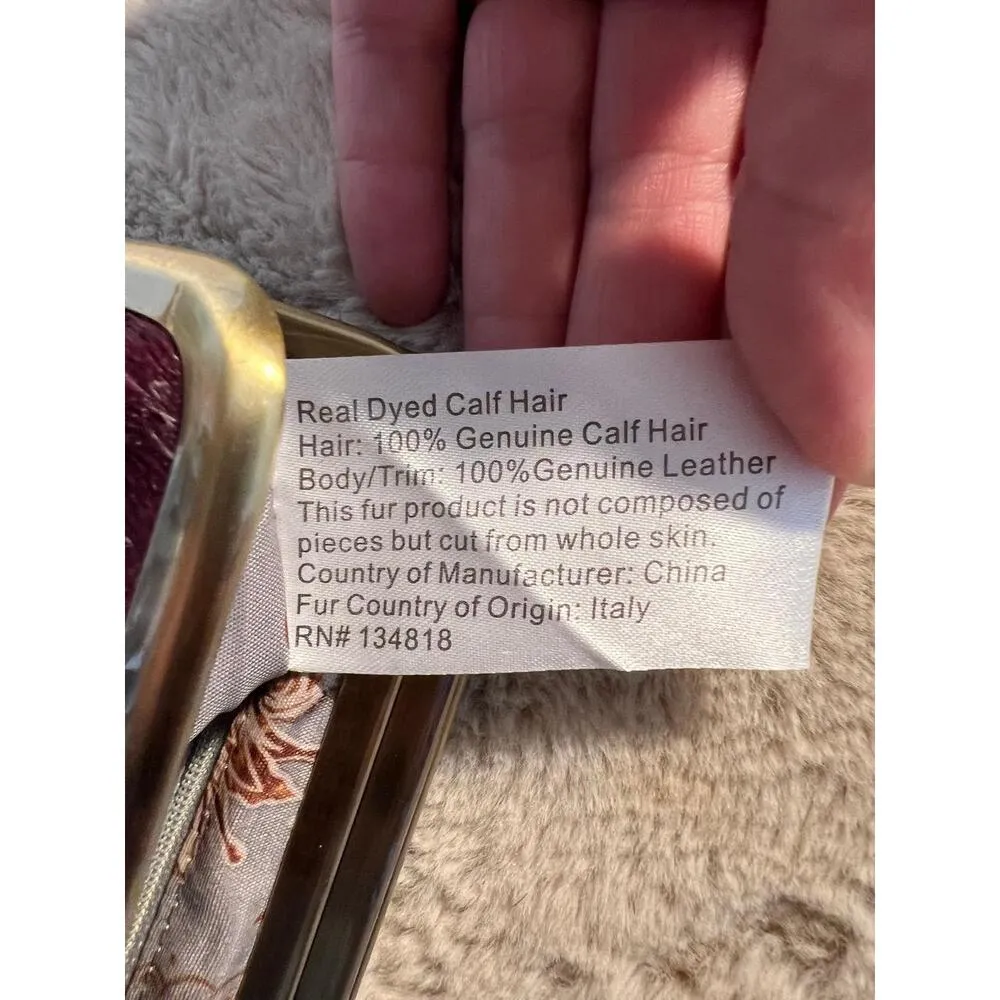 Real Dyed Calf Hair
Hair: 100% Genuine Calf Hair
Body/Trim: 100%Genuine Leather
This fur product is not composed of
pieces but cut from whole skin.
Country of Manufacturer: China
Fur Country of Origin: Italy
RN# 134818